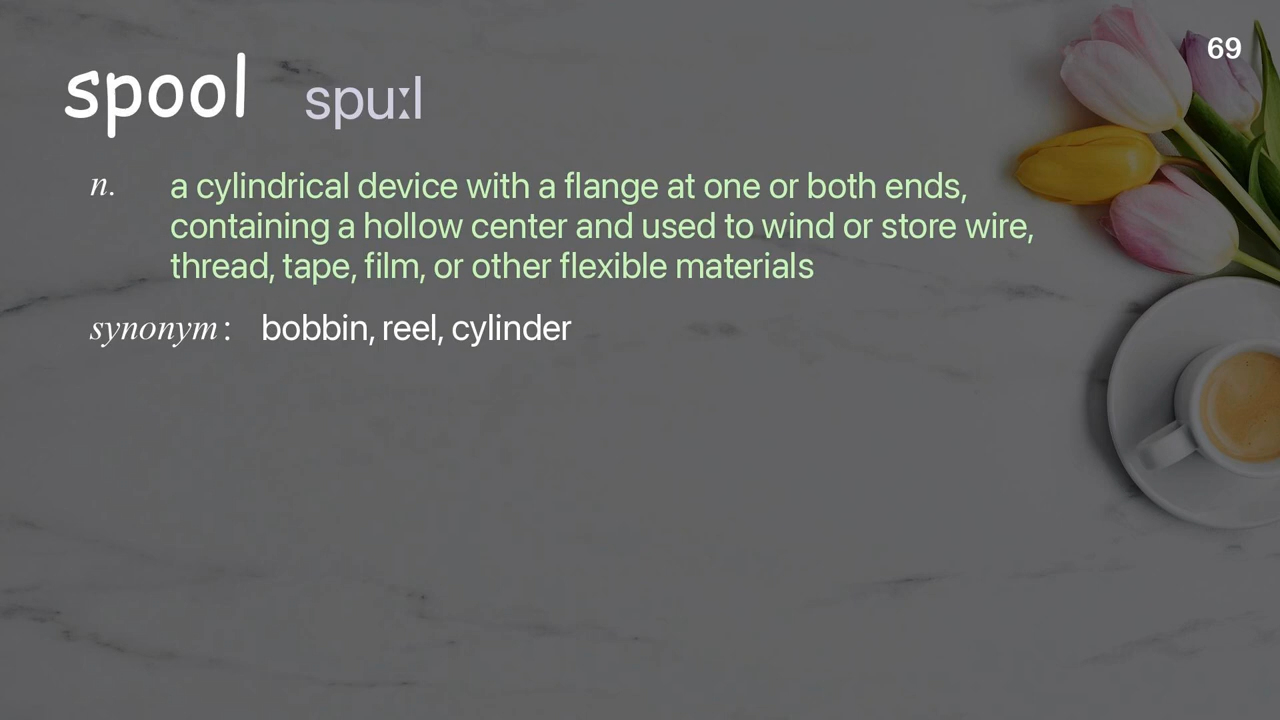 69
spool spuːl
n. a cylindrical device with a flange at one or both ends,
containing a hollow center and used to wind or store wire,
thread, tape, film, or other flexible materials
synonym: bobbin, reel, cylinder